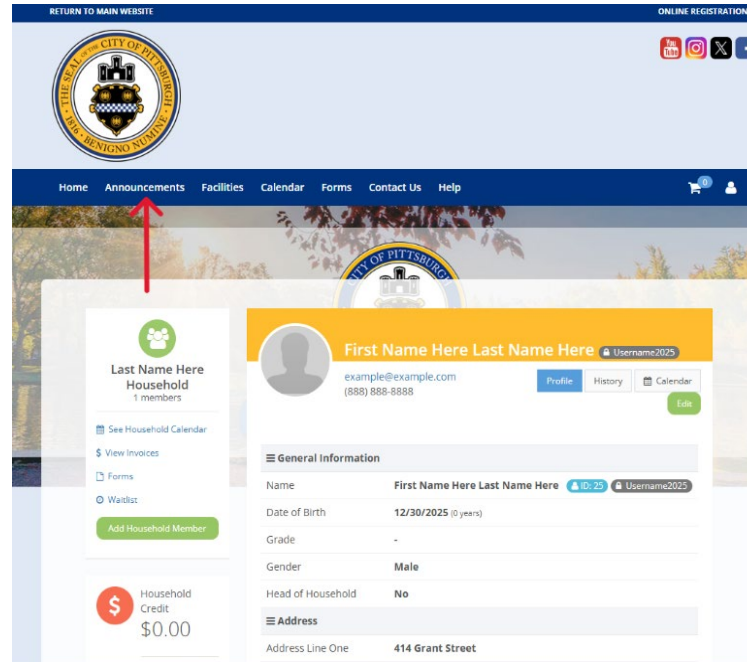 RETURN TO MAIN WEBSITE
ONLINE REGISTRATION
THE SEAL OF THE CITY OF PITTSBURGH · 1816 · BENIGNO NUMINE
You Tube
Home Announcements Facilities Calendar Forms Contact Us Help 0
CITY OF PITTSBURG
Last Name Here
Household
1 members
See Household Calendar
$ View Invoices
Forms
Waitlist
Add Household Member
Household
Credit
$0.00
First Name Here Last Name Here Username2025
example@example.com
(888) 888-8888
Profile History Calendar
Edit
General Information
Name First Name Here Last Name Here ID: 25 Username2025
Date of Birth 12/30/2025 (0 years)
Grade -
Gender Male
Head of Household No
Address
Address Line One 414 Grant Street